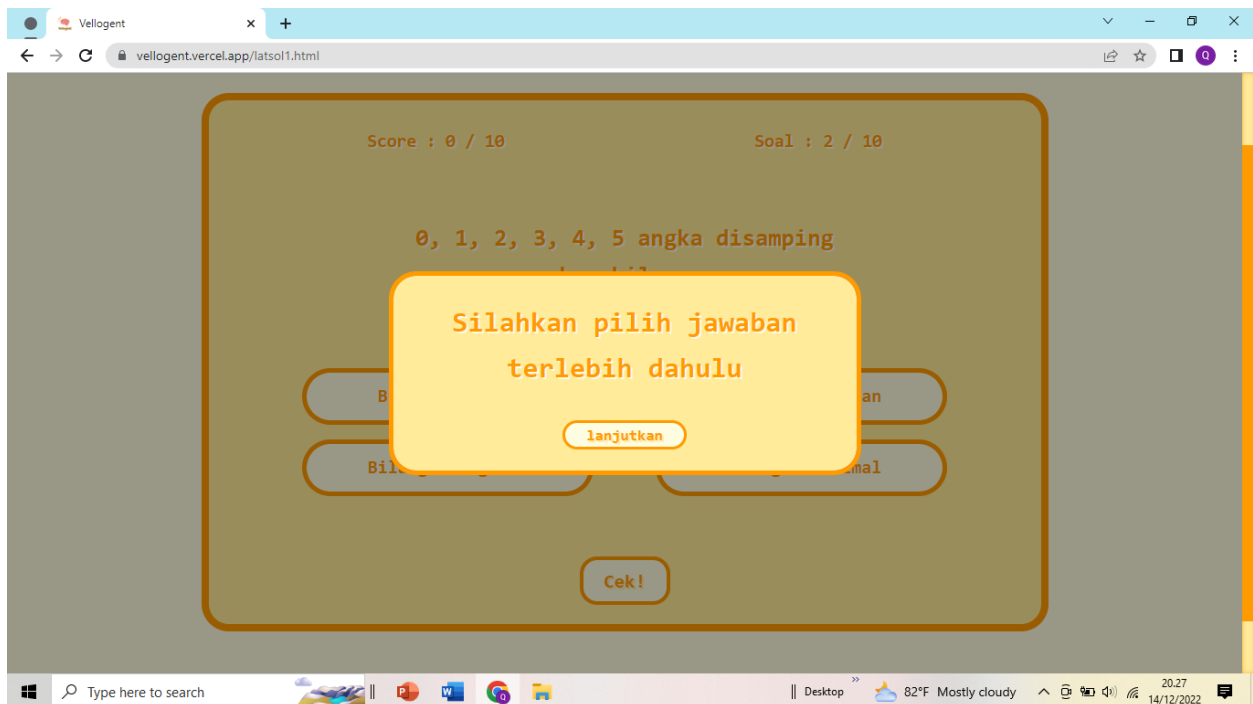 Vellogent
vellogent.vercel.app/latsol1.html
Q
Score : 0 / 10
Soal : 2 / 10
0, 1, 2, 3, 4, 5 angka disamping
Silahkan pilih jawaban
terlebih dahulu
lanjutkan
Cek!
Type here to search
Desktop
82°F Mostly cloudy
20.27
14/12/2022